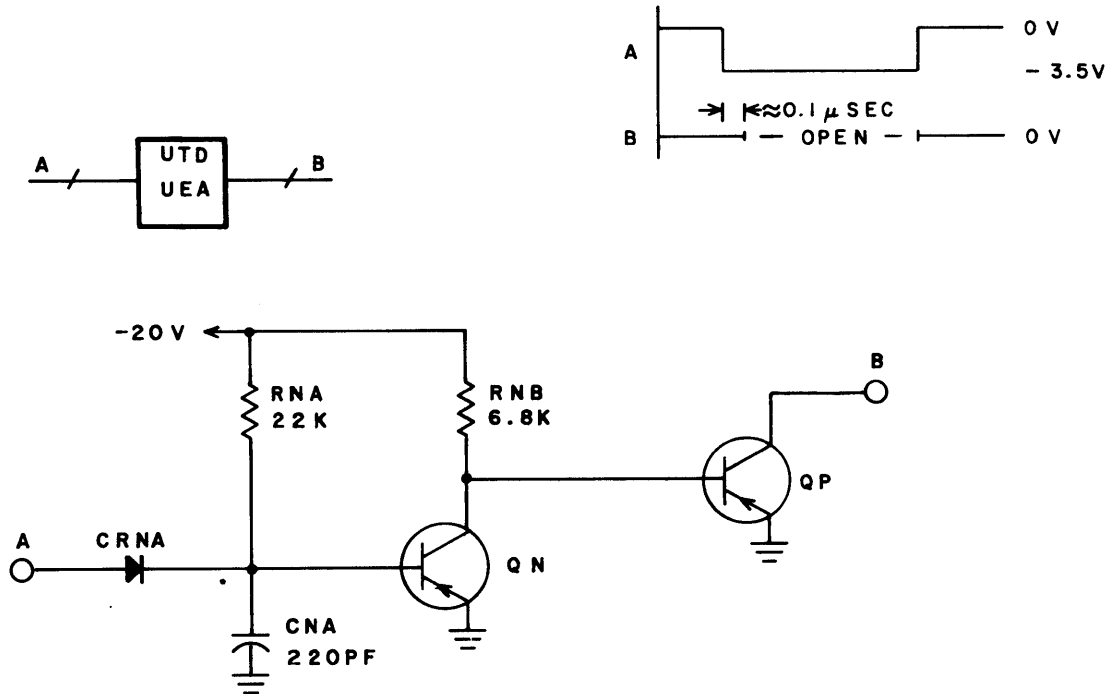 A
0 V
- 3.5V
≈0.1 μ SEC
B
OPEN
0 V
A
UTD
UEA
B
-20 V
RNA
22K
RNB
6.8K
B
QP
A
CRNA
QN
CNA
220PF